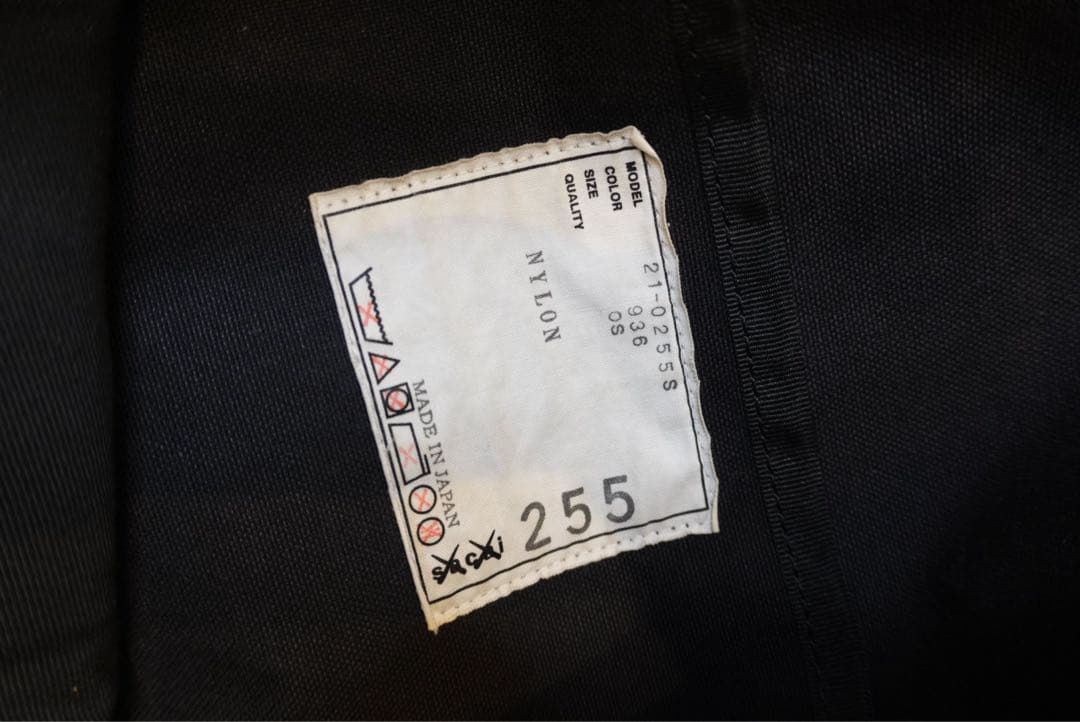 MODEL 21-0255S
COLOR 936
SIZE OS
QUALITY
NYLON
255
MADE IN JAPAN
sacai